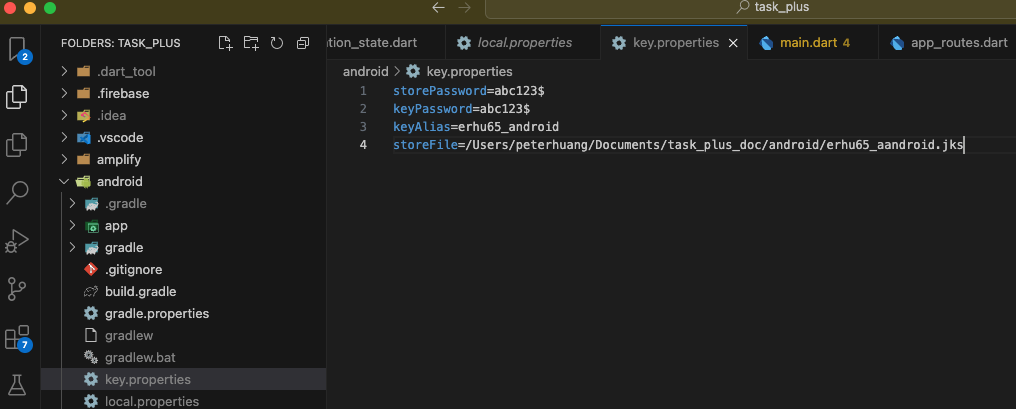 task_plus
FOLDERS: TASK_PLUS
ation_state.dart
local.properties
key.properties
main.dart 4
app_routes.dart
2
.dart_tool
.firebase
.idea
.vscode
amplify
android
.gradle
app
gradle
.gitignore
build.gradle
gradle.properties
gradlew
gradlew.bat
key.properties
local.properties
7
android > key.properties
1 storePassword=abc123$
2 keyPassword=abc123$
3 keyAlias=erhu65_android
4 storeFile=/Users/peterhuang/Documents/task_plus_doc/android/erhu65_aandroid.jks